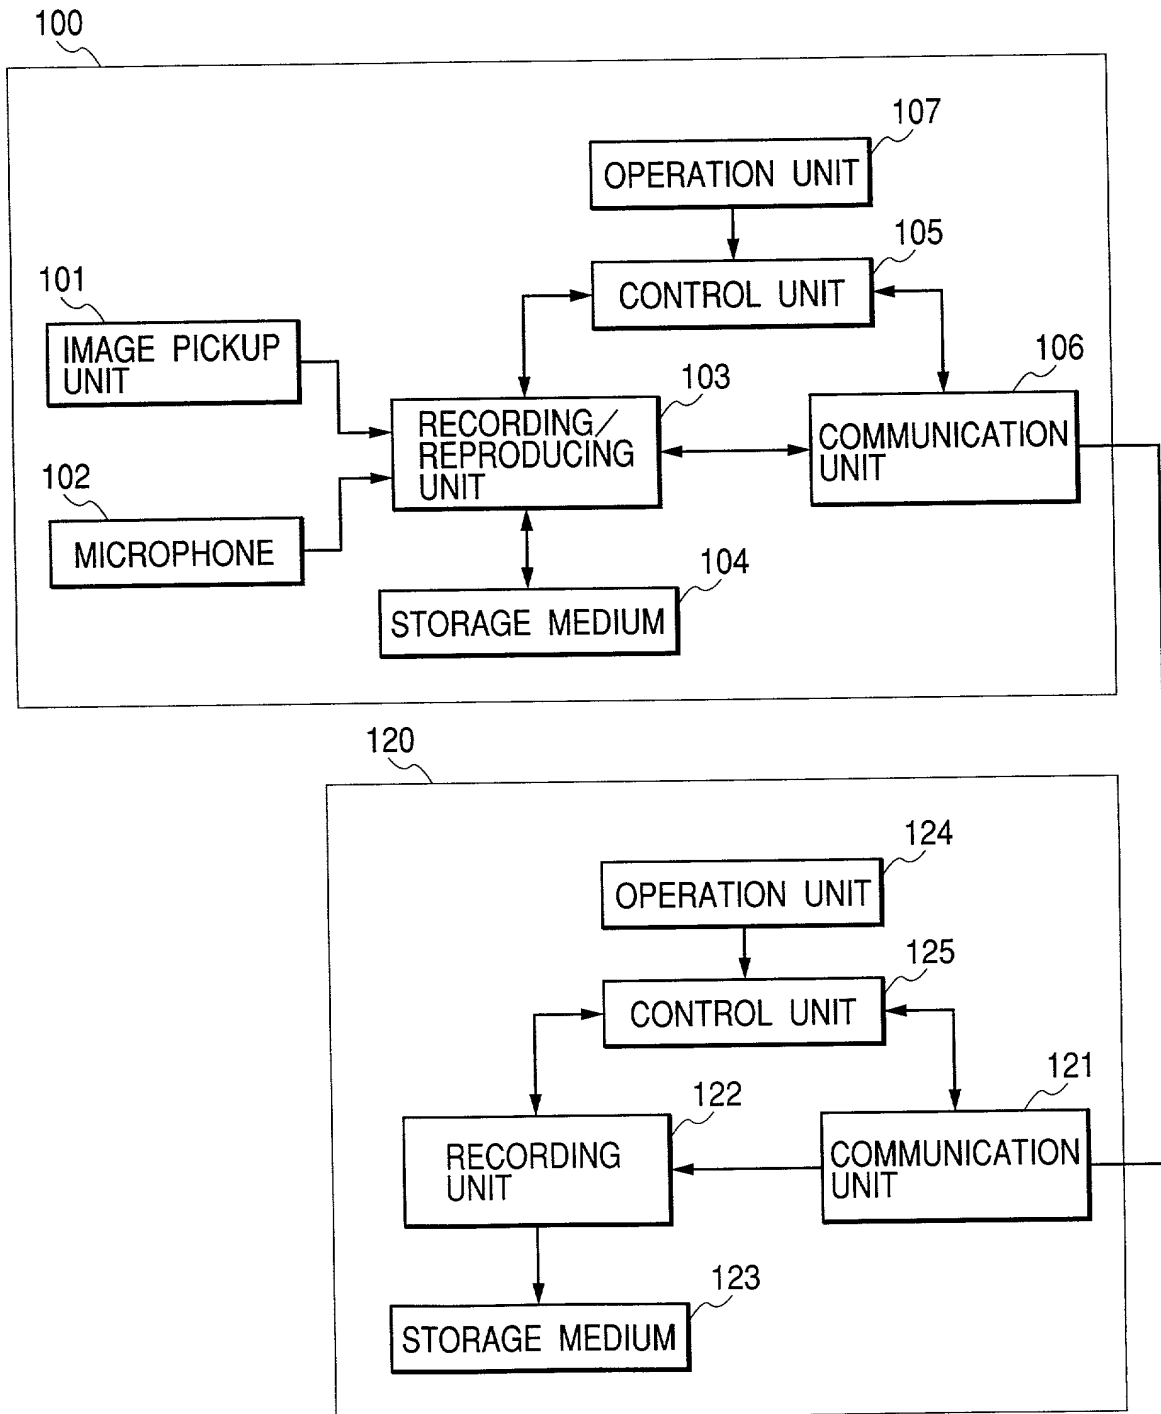 100
107
OPERATION UNIT
105
CONTROL UNIT
101
IMAGE PICKUP
UNIT
106
COMMUNICATION
UNIT
103
RECORDING/
REPRODUCING
UNIT
102
MICROPHONE
104
STORAGE MEDIUM
120
124
OPERATION UNIT
125
CONTROL UNIT
121
COMMUNICATION
UNIT
122
RECORDING
UNIT
123
STORAGE MEDIUM